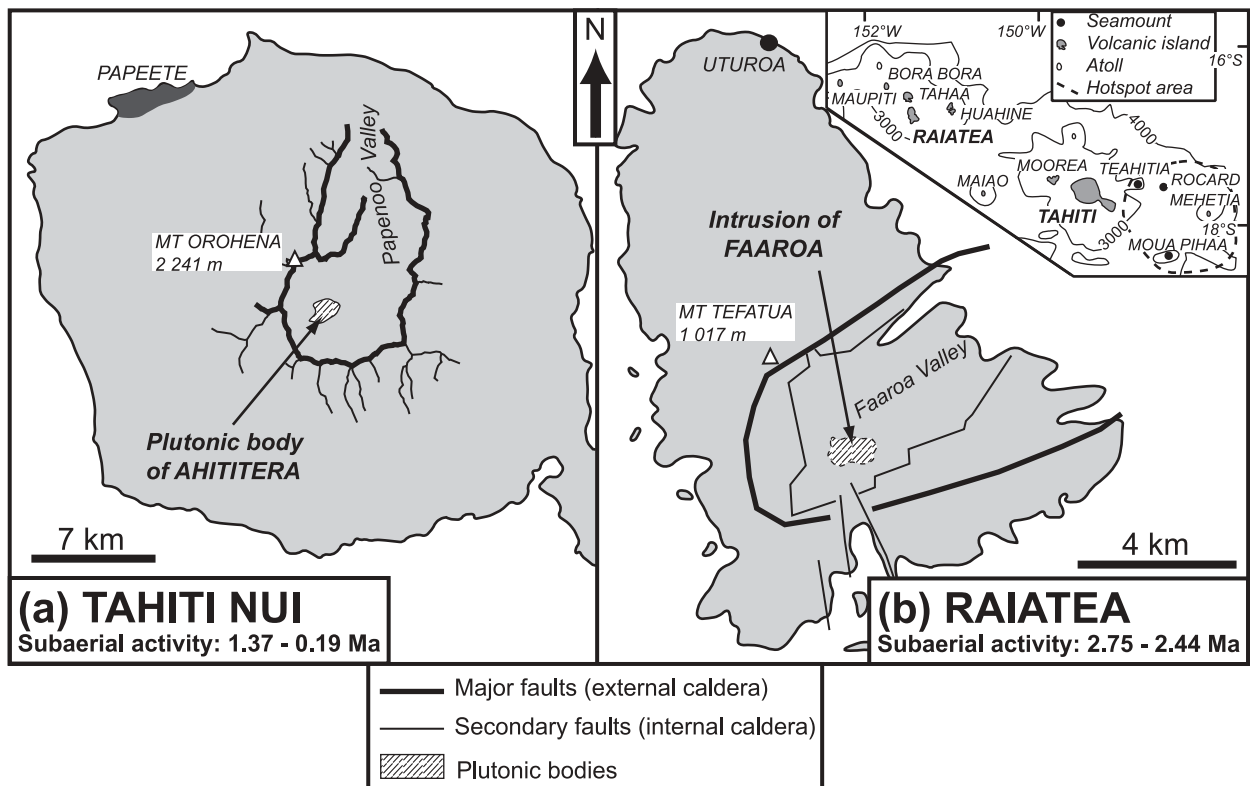 PAPEETE
MT OROHENA
2 241 m
Papenoo Valley
Plutonic body
of AHITITERA
7 km
(a) TAHITI NUI
Subaerial activity: 1.37 - 0.19 Ma
N
UTUROA
Intrusion of
FAAROA
MT TEFATUA
1 017 m
Faaroa Valley
4 km
(b) RAIATEA
Subaerial activity: 2.75 - 2.44 Ma
152°W
150°W
16°S
18°S
Seamount
Volcanic island
Atoll
Hotspot area
BORA BORA
MAUPITI
TAHAA
HUAHINE
3000
RAIATEA
4000
MOOREA
TEAHITIA
ROCARD
MAIAO
MEHETIA
TAHITI
3000
MOUA PIHAA
Major faults (external caldera)
Secondary faults (internal caldera)
Plutonic bodies